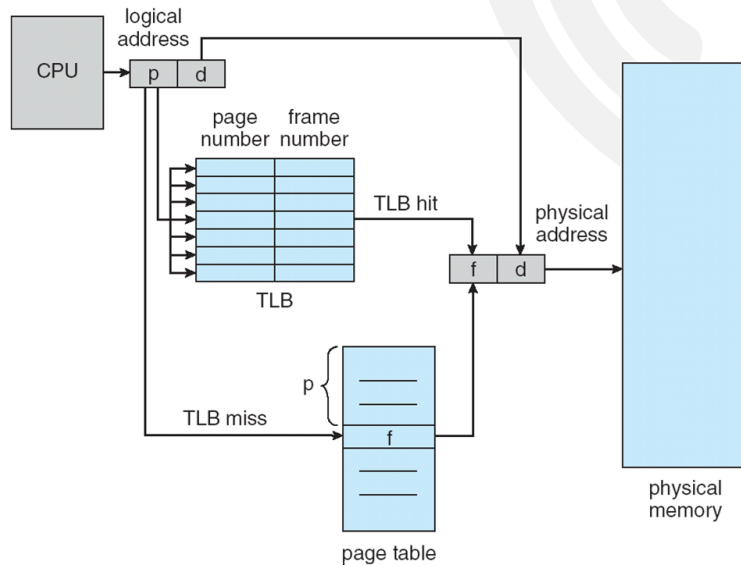 logical
address
CPU
p d
page
number
frame
number
TLB hit
physical
address
f d
TLB
p
TLB miss
f
page table
physical
memory